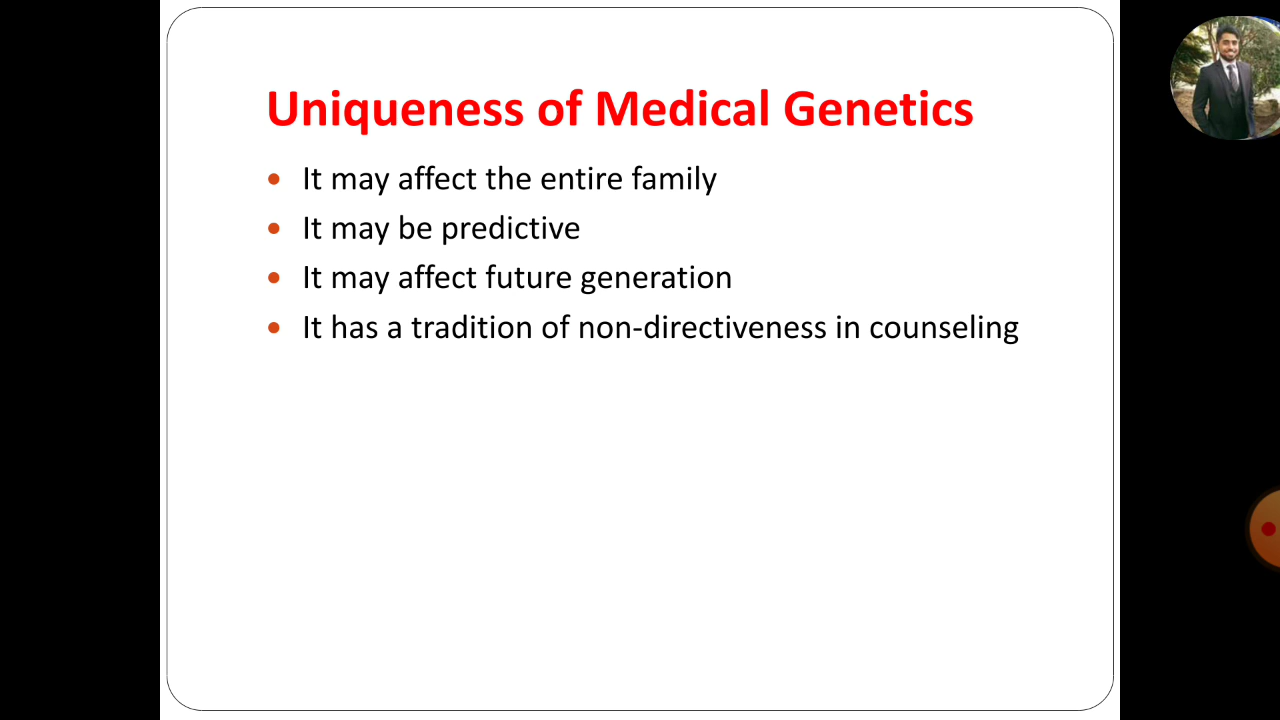 Uniqueness of Medical Genetics
• It may affect the entire family
• It may be predictive
• It may affect future generation
• It has a tradition of non-directiveness in counseling